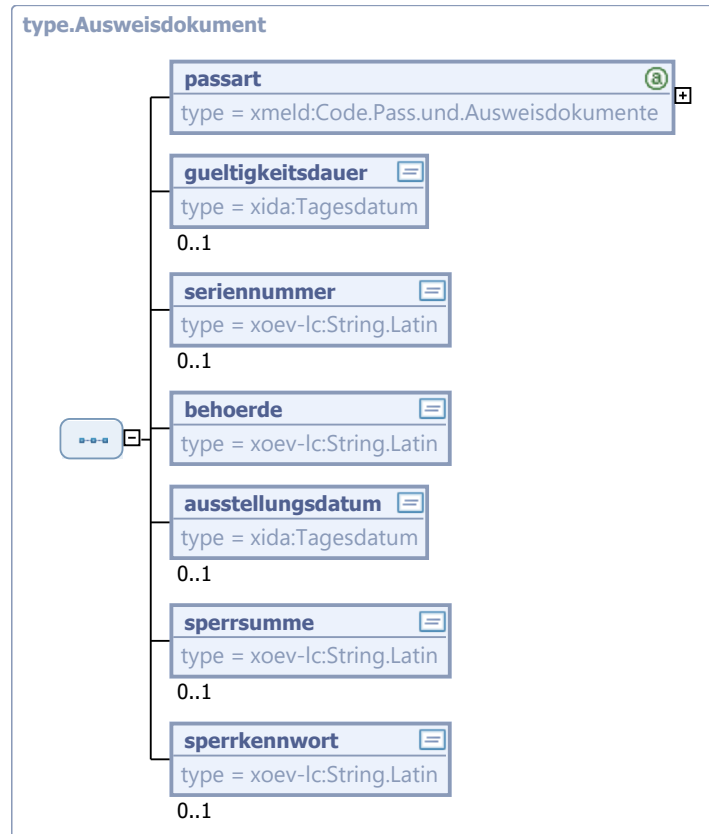 type.Ausweisdokument
passart
type = xmeld:Code.Pass.und.Ausweisdokumente
gueltigkeitsdauer
type = xida:Tagesdatum
0..1
seriennummer
type = xoev-lc:String.Latin
0..1
behoerde
type = xoev-lc:String.Latin
ausstellungsdatum
type = xida:Tagesdatum
0..1
sperrsumme
type = xoev-lc:String.Latin
0..1
sperrkennwort
type = xoev-lc:String.Latin
0..1